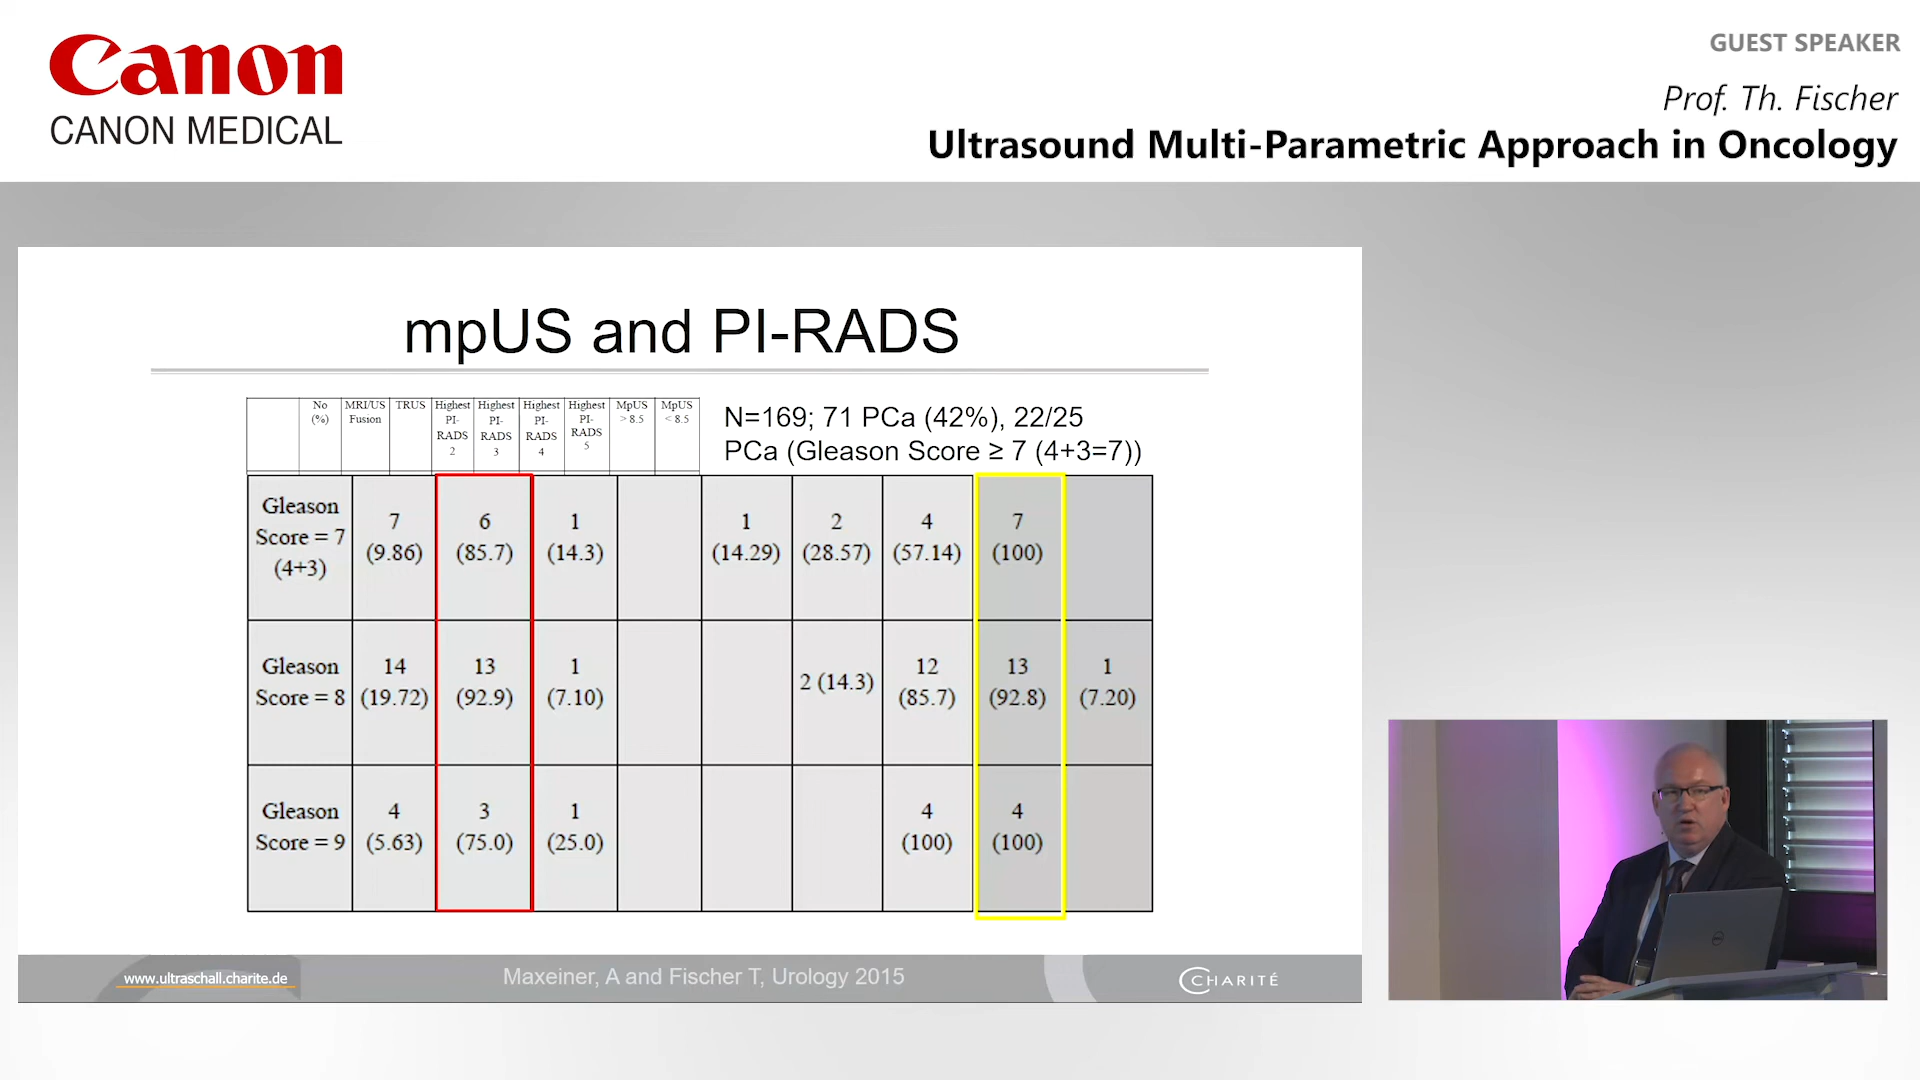 Canon
CANON MEDICAL
GUEST SPEAKER
Prof. Th. Fischer
Ultrasound Multi-Parametric Approach in Oncology
mpUS and PI-RADS
No (%)
MRI/US Fusion
TRUS
Highest PI-RADS 2
Highest PI-RADS 3
Highest PI-RADS 4
Highest PI-RADS 5
MpUS > 8.5
MpUS < 8.5
N=169; 71 PCa (42%), 22/25
PCa (Gleason Score ≥ 7 (4+3=7))
Gleason Score = 7 (4+3)
7 (9.86)
6 (85.7)
1 (14.3)
1 (14.29)
2 (28.57)
4 (57.14)
7 (100)
Gleason Score = 8
14 (19.72)
13 (92.9)
1 (7.10)
2 (14.3)
12 (85.7)
13 (92.8)
1 (7.20)
Gleason Score = 9
4 (5.63)
3 (75.0)
1 (25.0)
4 (100)
4 (100)
www.ultraschall.charite.de
Maxeiner, A and Fischer T, Urology 2015
CHARITÉ